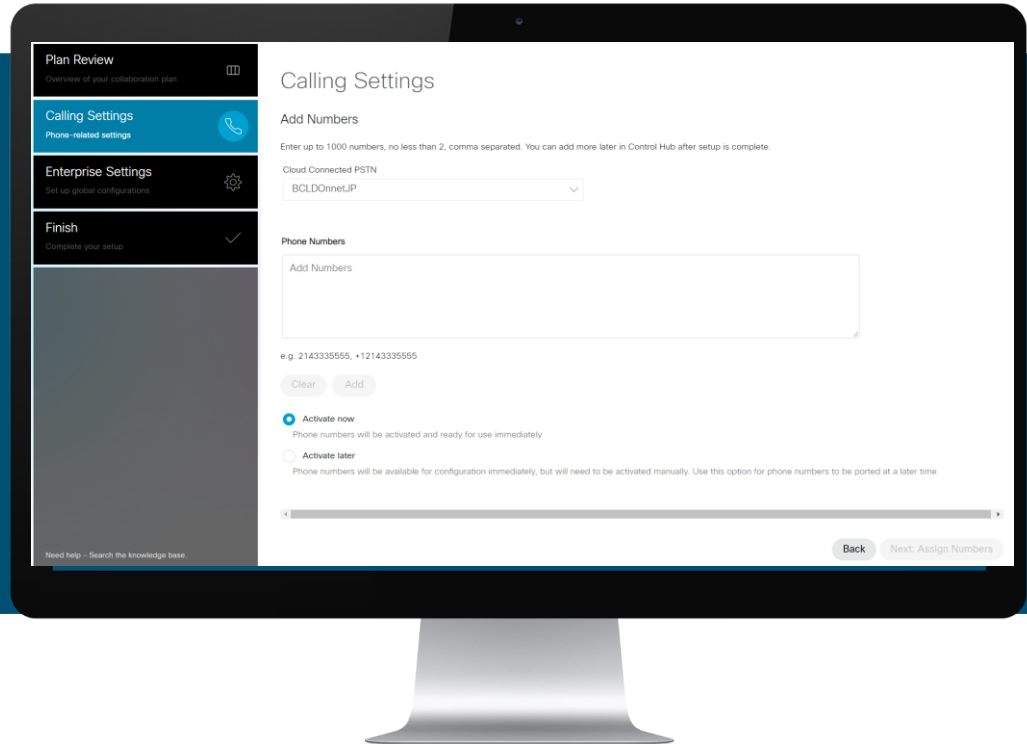 Plan Review
Overview of your collaboration plan
Calling Settings
Phone-related settings
Enterprise Settings
Set up global configurations
Finish
Complete your setup
Need help - Search the knowledge base.
Calling Settings
Add Numbers
Enter up to 1000 numbers, no less than 2, comma separated. You can add more later in Control Hub after setup is complete.
Cloud Connected PSTN
BCLDOnnetJP
Phone Numbers
Add Numbers
e.g. 2143335555, +12143335555
Clear Add
Activate now
Phone numbers will be activated and ready for use immediately
Activate later
Phone numbers will be available for configuration immediately, but will need to be activated manually. Use this option for phone numbers to be ported at a later time.
Back Next: Assign Numbers